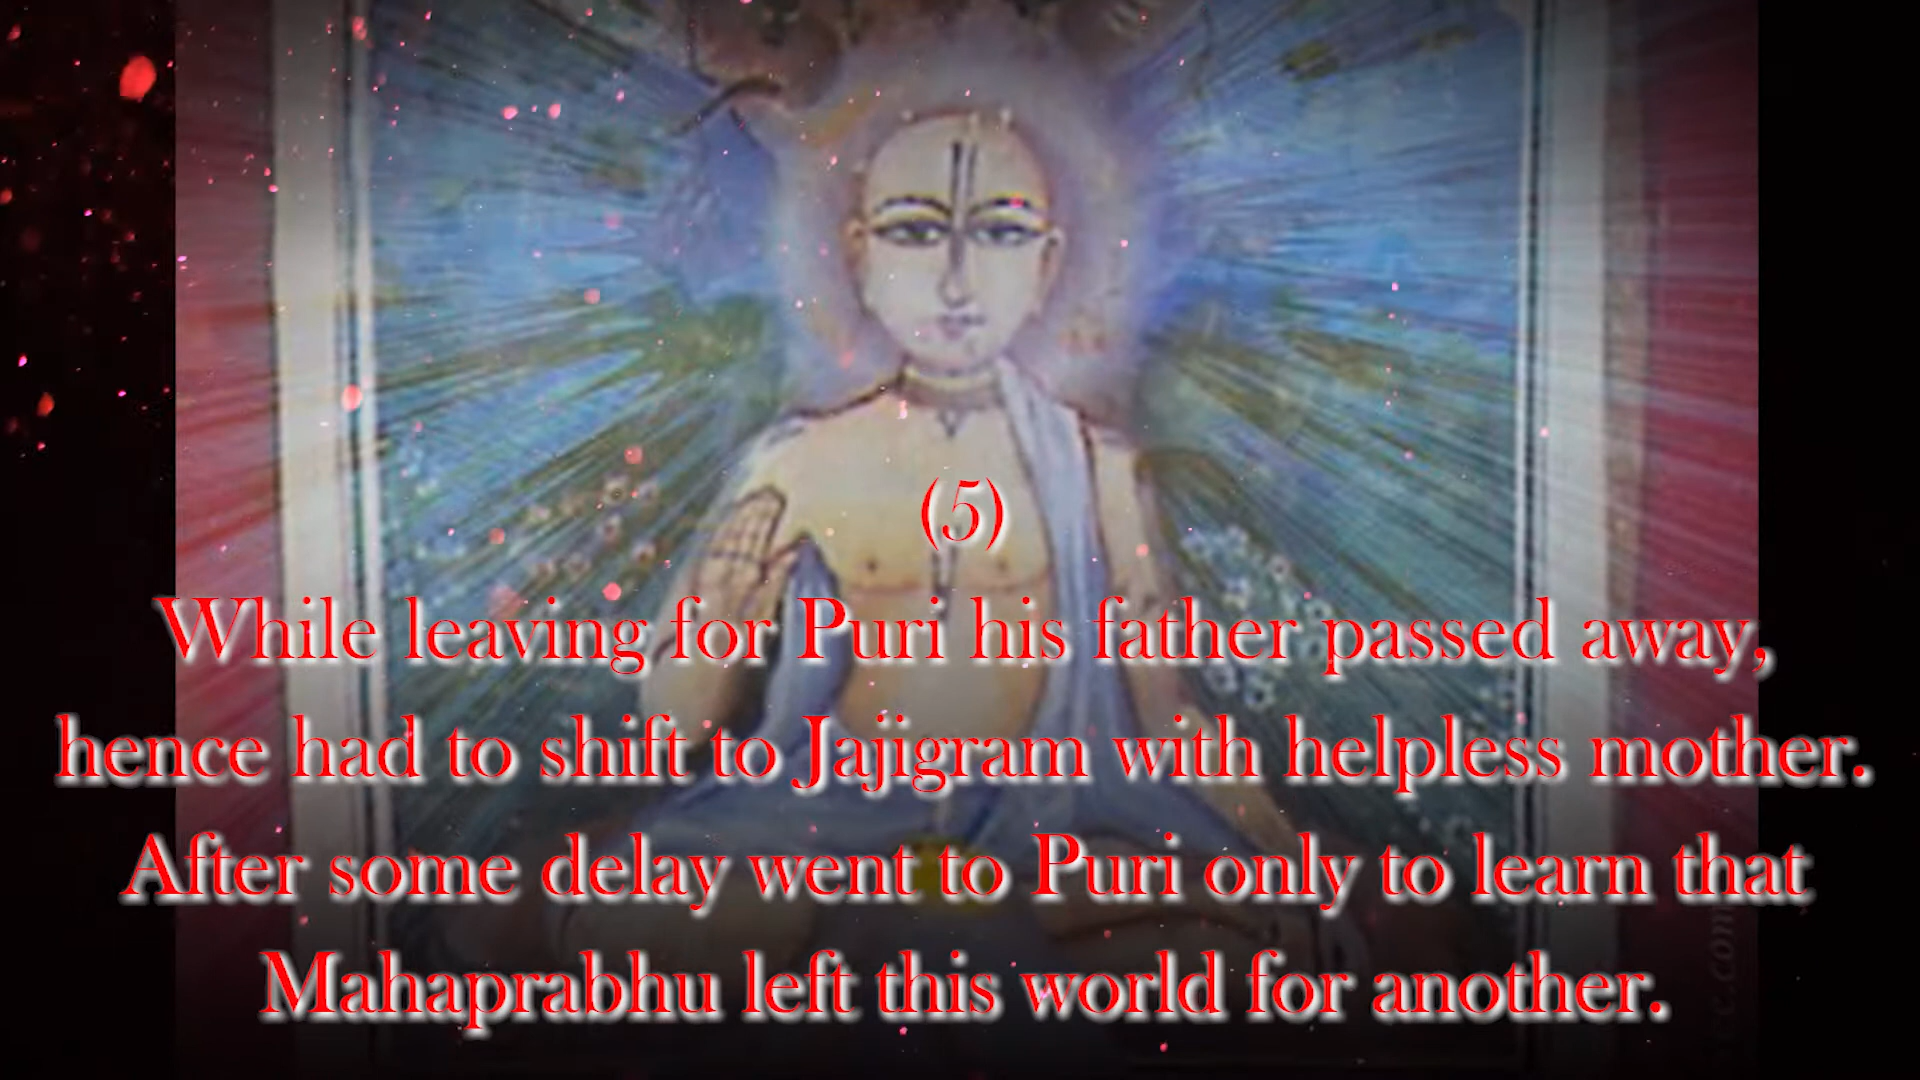 (5)
While leaving for Puri his father passed away,
hence had to shift to Jajigram with helpless mother.
After some delay went to Puri only to learn that
Mahaprabhu left this world for another.